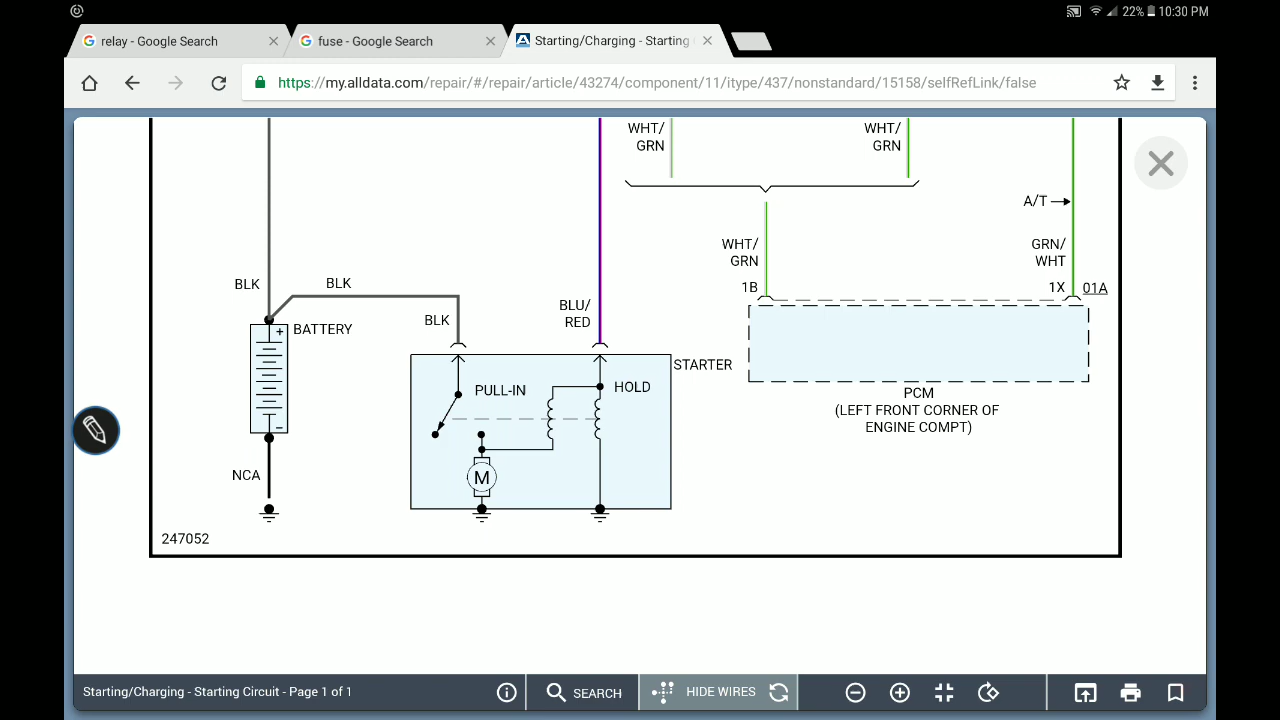 22% 10:30 PM
relay - Google Search
fuse - Google Search
Starting/Charging - Starting
https://my.alldata.com/repair/#/repair/article/43274/component/11/itype/437/nonstandard/15158/selfRefLink/false
WHT/
GRN
WHT/
GRN
A/T
WHT/
GRN
GRN/
WHT
1B
1X
01A
BLK
BLK
BLK
BLU/
RED
BATTERY
+
-
NCA
STARTER
PULL-IN
HOLD
M
PCM
(LEFT FRONT CORNER OF
ENGINE COMPT)
247052
Starting/Charging - Starting Circuit - Page 1 of 1
SEARCH
HIDE WIRES